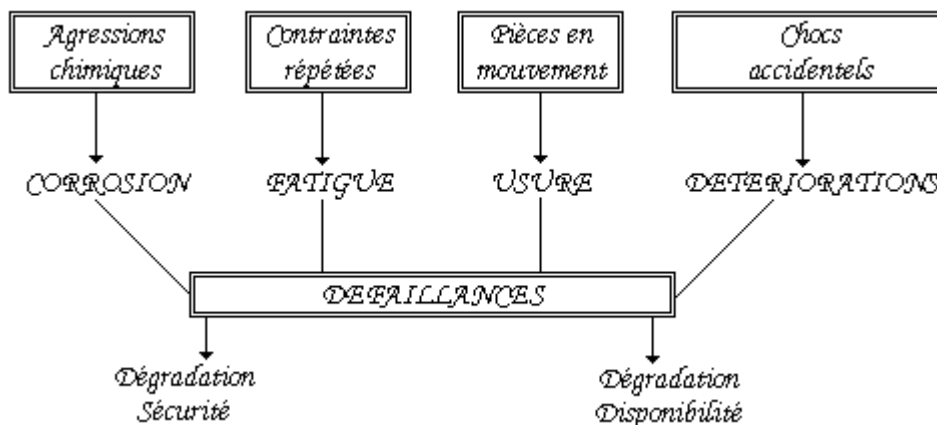 Agressions
chimiques
Contraintes
répétées
Pièces en
mouvement
Chocs
accidentels
CORROSION
FATIGUE
USURE
DETERIORATIONS
DEFAILLANCES
Dégradation
Sécurité
Dégradation
Disponibilité